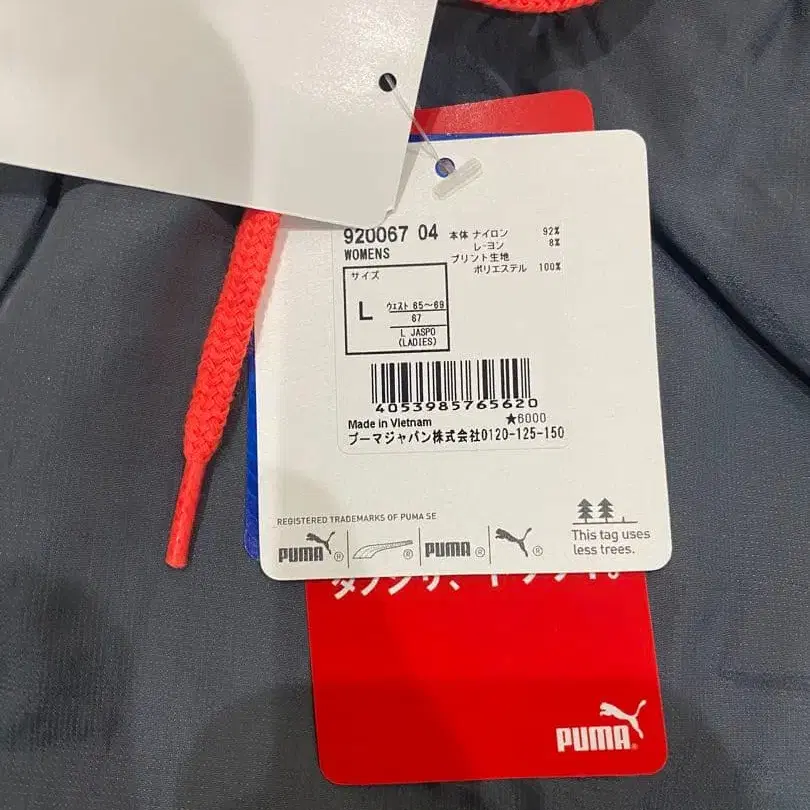 920067 04
WOMENS
本体 ナイロン 92%
レーヨン 8%
プリント生地
ポリエステル 100%
サイズ
L
ウエスト 65〜69
67
L JASPO
(LADIES)
4053985765620
Made in Vietnam ★6000
プーマジャパン株式会社0120-125-150
REGISTERED TRADEMARKS OF PUMA SE
PUMA ®
®
PUMA ®
®
This tag uses
less trees.
PUMA